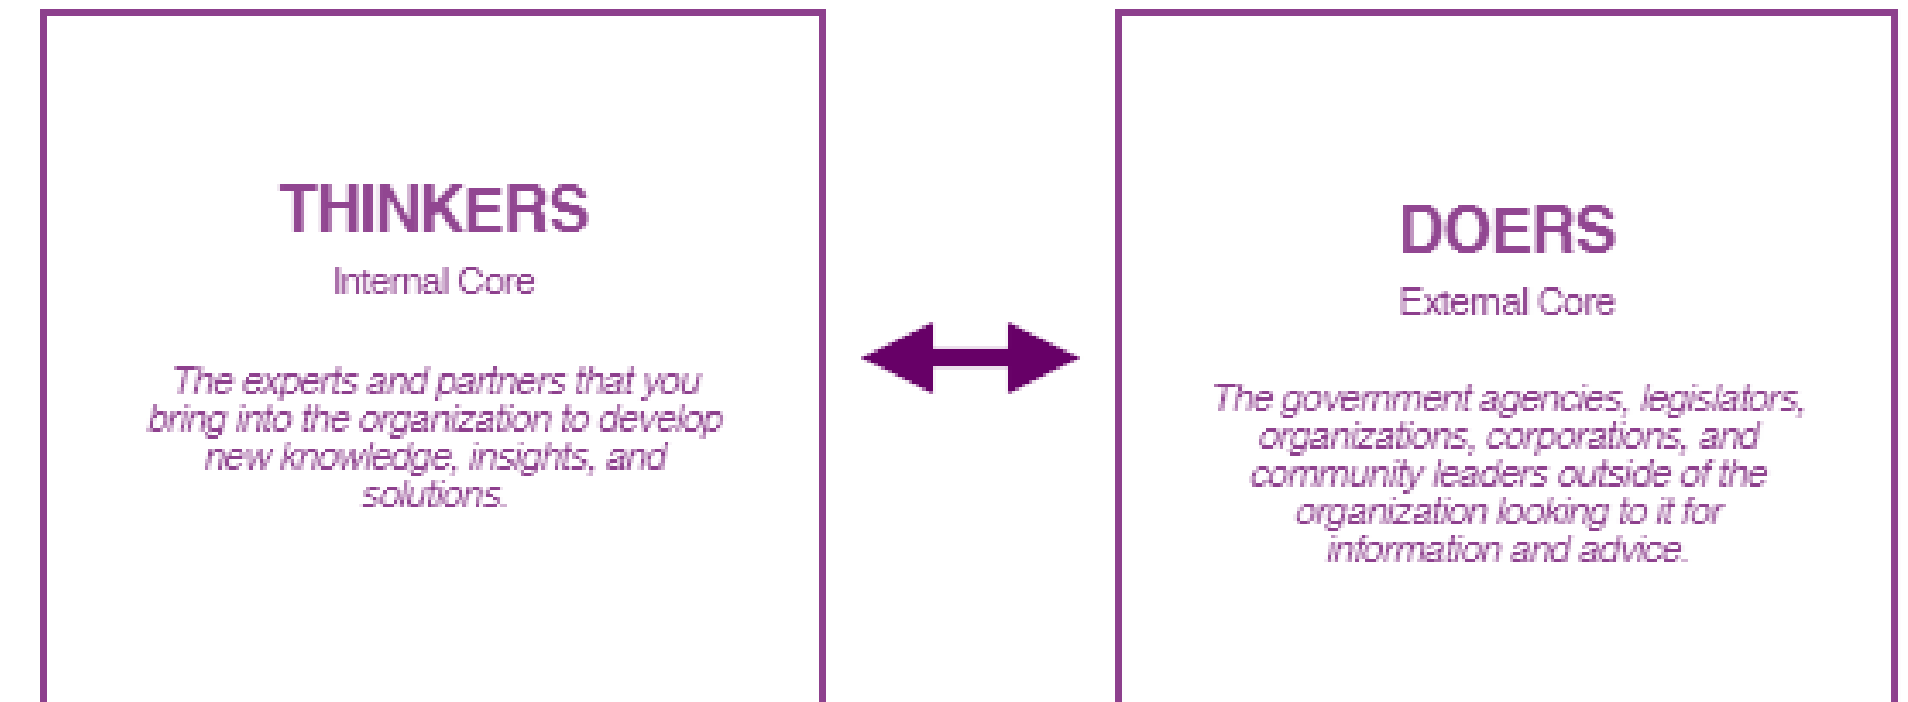 THINKERS
Internal Core
The experts and partners that you
bring into the organization to develop
new knowledge, insights, and
solutions.
DOERS
External Core
The government agencies, legislators,
organizations, corporations, and
community leaders outside of the
organization looking to it for
information and advice.